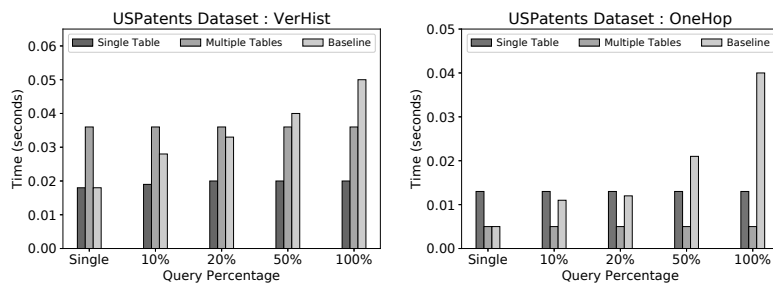 USPatents Dataset : VerHist
Single Table Multiple Tables Baseline
0.06
0.05
0.04
0.03
0.02
0.01
0.00
Time (seconds)
Single 10% 20% 50% 100%
Query Percentage
USPatents Dataset : OneHop
Single Table Multiple Tables Baseline
0.05
0.04
0.03
0.02
0.01
0.00
Time (seconds)
Single 10% 20% 50% 100%
Query Percentage